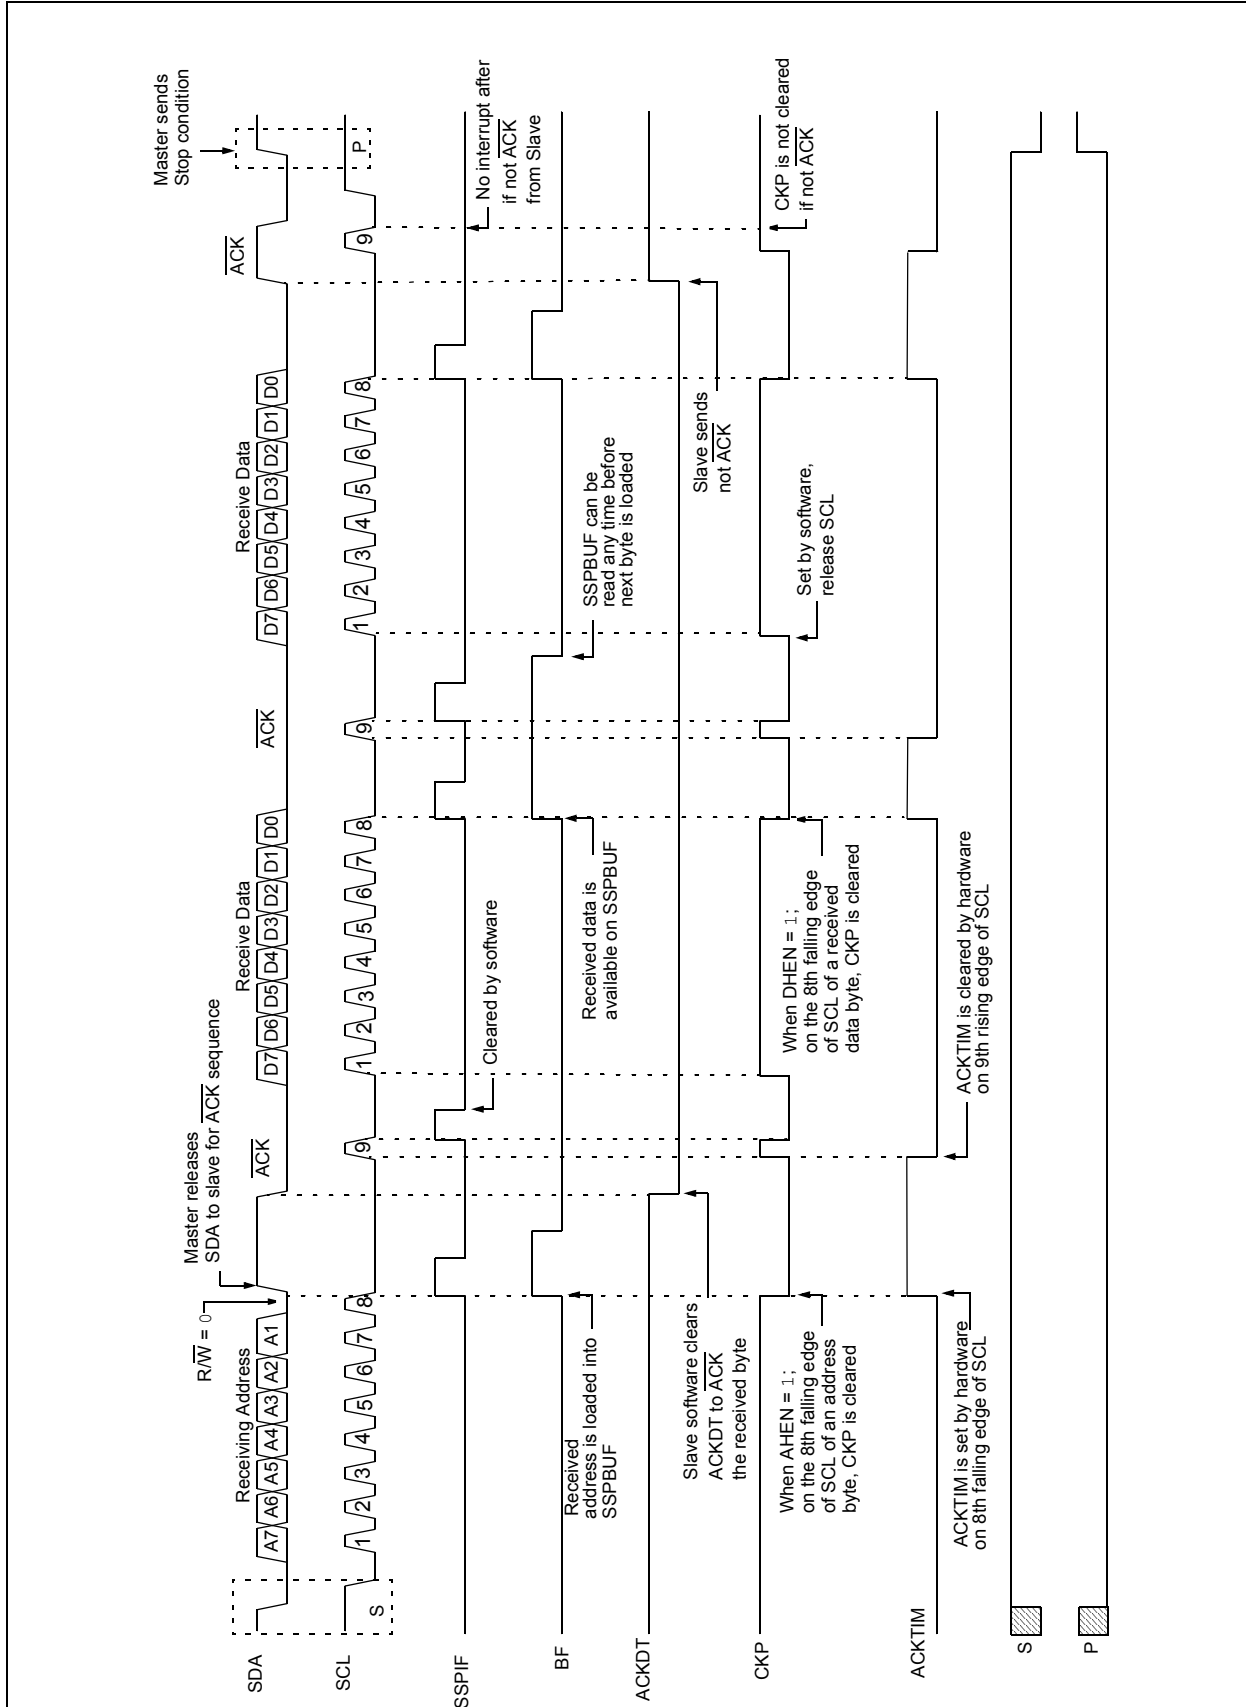 Master sends
Stop condition
Master releases
SDA to slave for ACK sequence
R/W = 0
Receiving Address
ACK
Receive Data
ACK
Receive Data
ACK
SDA
A7 A6 A5 A4 A3 A2 A1
D7 D6 D5 D4 D3 D2 D1 D0
D7 D6 D5 D4 D3 D2 D1 D0
SCL
S
1 2 3 4 5 6 7 8 9
1 2 3 4 5 6 7 8 9
1 2 3 4 5 6 7 8 9
P
SSPIF
Cleared by software
No interrupt after
if not ACK
from Slave
BF
Received
address is loaded into
SSPBUF
Received data is
available on SSPBUF
SSPBUF can be
read any time before
next byte is loaded
ACKDT
Slave software clears
ACKDT to ACK
the received byte
Slave sends
not ACK
CKP
When AHEN = 1;
on the 8th falling edge
of SCL of an address
byte, CKP is cleared
When DHEN = 1;
on the 8th falling edge
of SCL of a received
data byte, CKP is cleared
Set by software,
release SCL
CKP is not cleared
if not ACK
ACKTIM
ACKTIM is set by hardware
on 8th falling edge of SCL
ACKTIM is cleared by hardware
on 9th rising edge of SCL
S
P